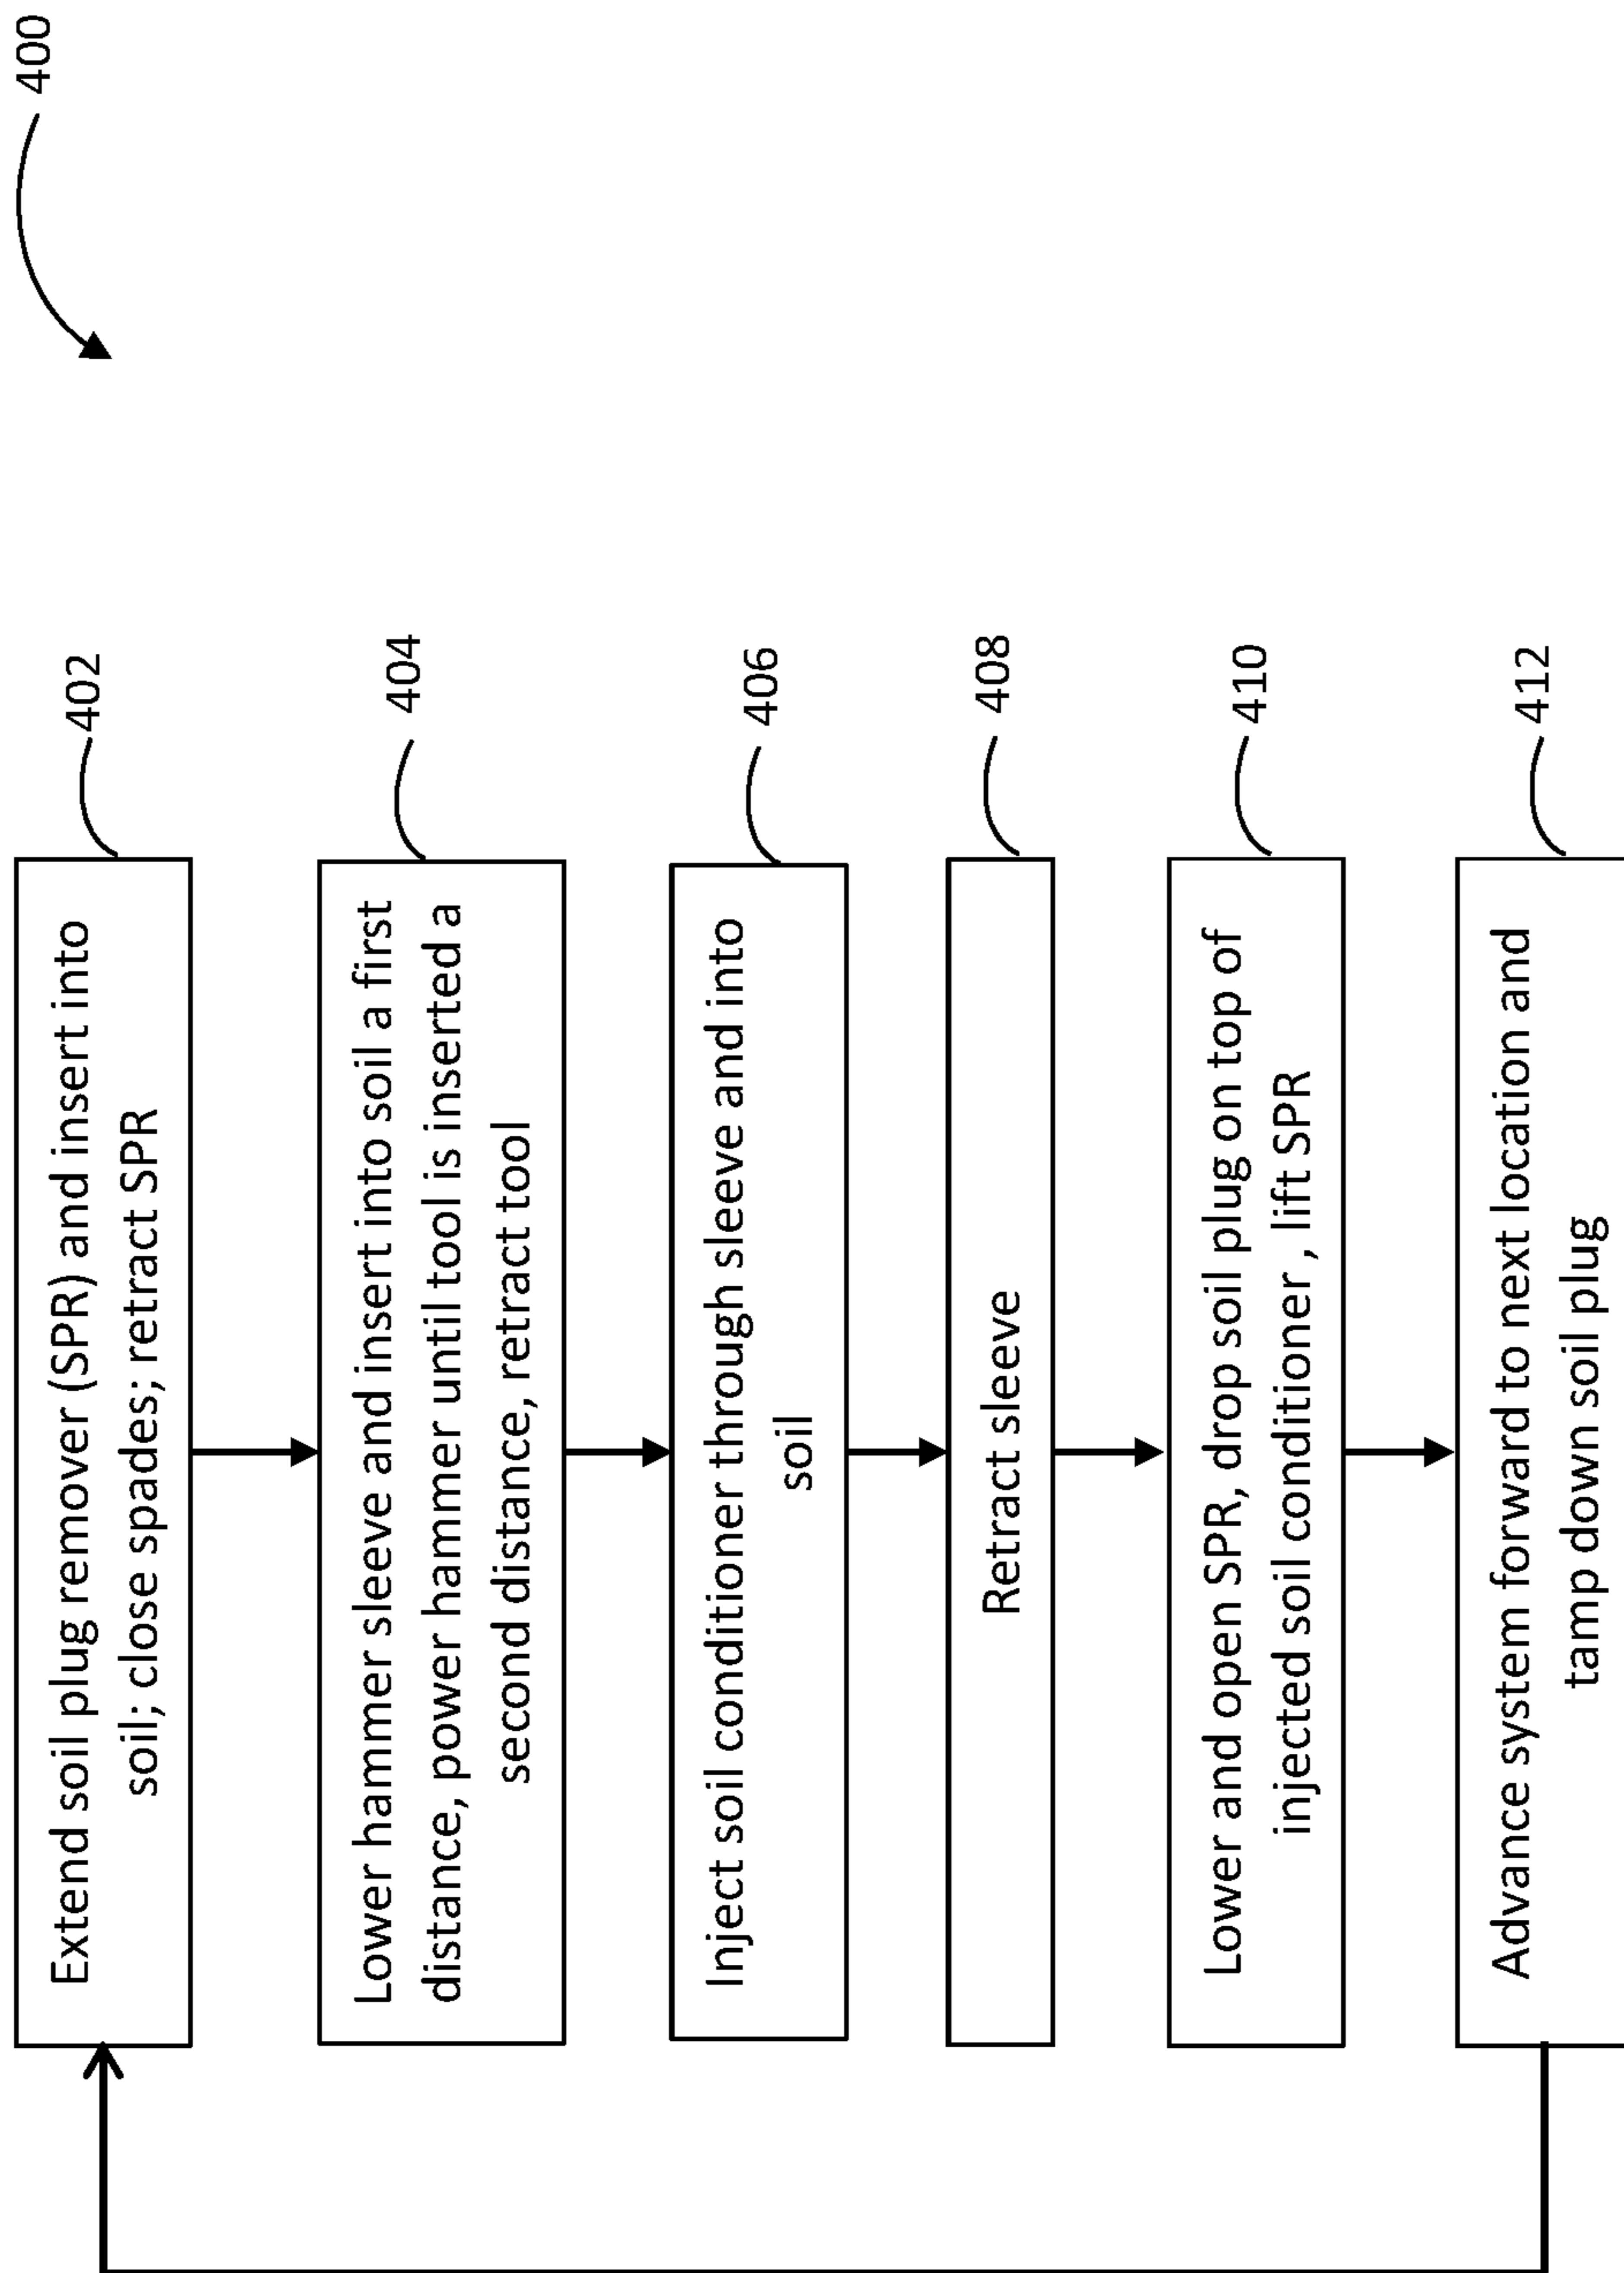 400
Extend soil plug remover (SPR) and insert into
soil; close spades; retract SPR
402
Lower hammer sleeve and insert into soil a first
distance, power hammer until tool is inserted a
second distance, retract tool
404
Inject soil conditioner through sleeve and into
soil
406
Retract sleeve
408
Lower and open SPR, drop soil plug on top of
injected soil conditioner , lift SPR
410
Advance system forward to next location and
tamp down soil plug
412